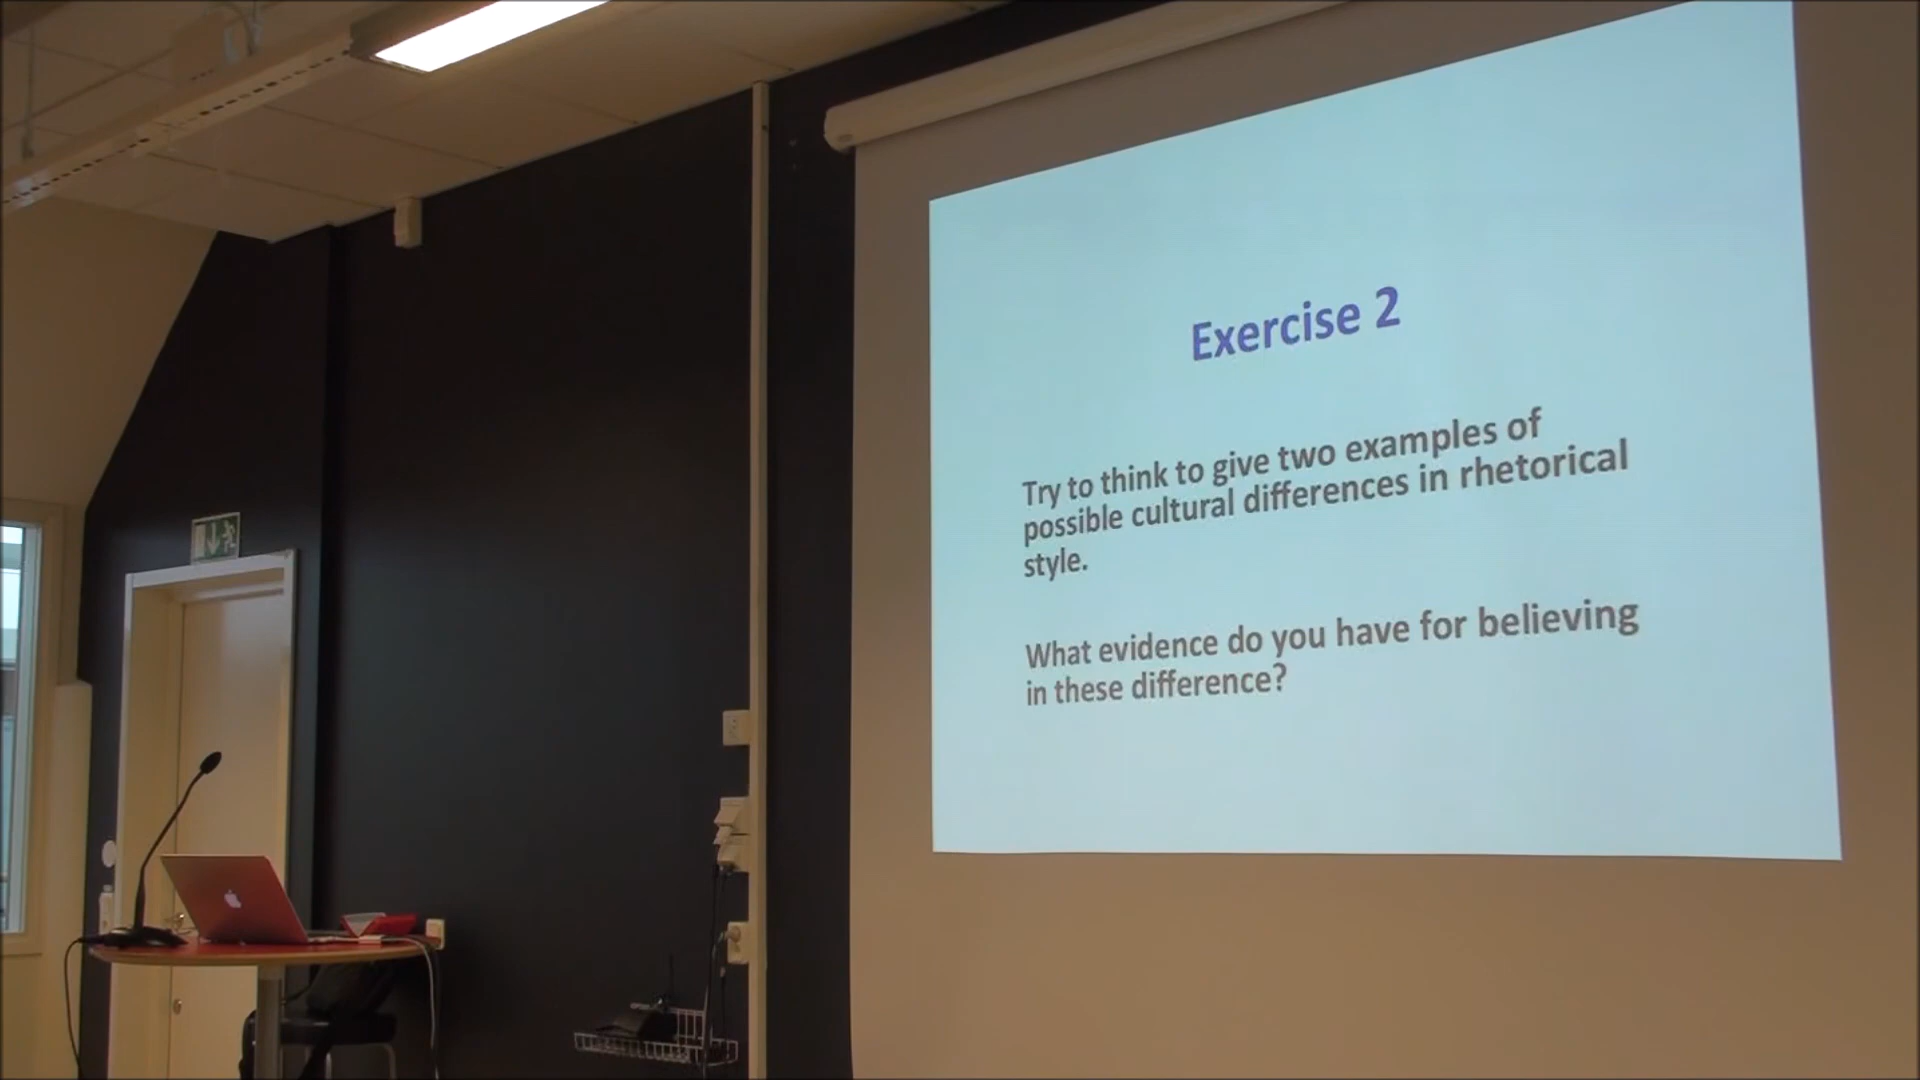 Exercise 2
Try to think to give two examples of
possible cultural differences in rhetorical
style.
What evidence do you have for believing
in these difference?